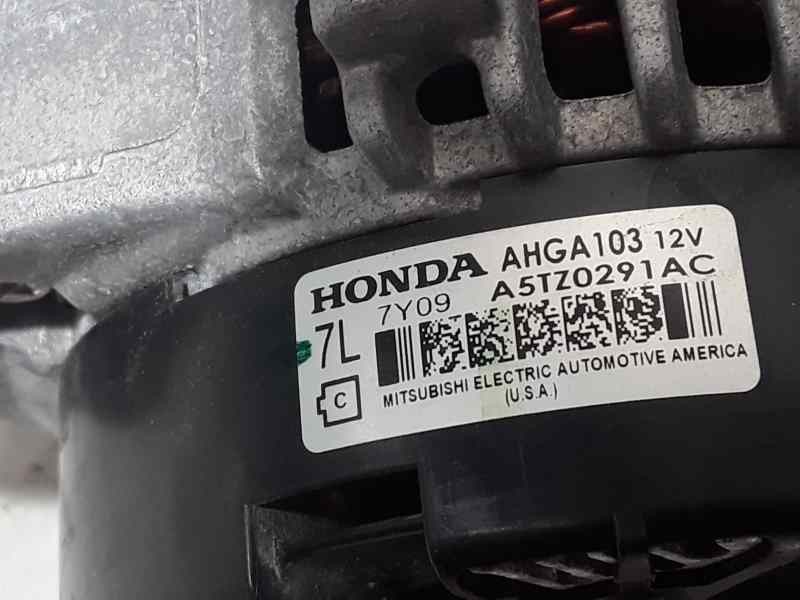 HONDA AHGA103 12V
7Y09 A5TZ0291AC
7L
C
MITSUBISHI ELECTRIC AUTOMOTIVE AMERICA
(U.S.A.)